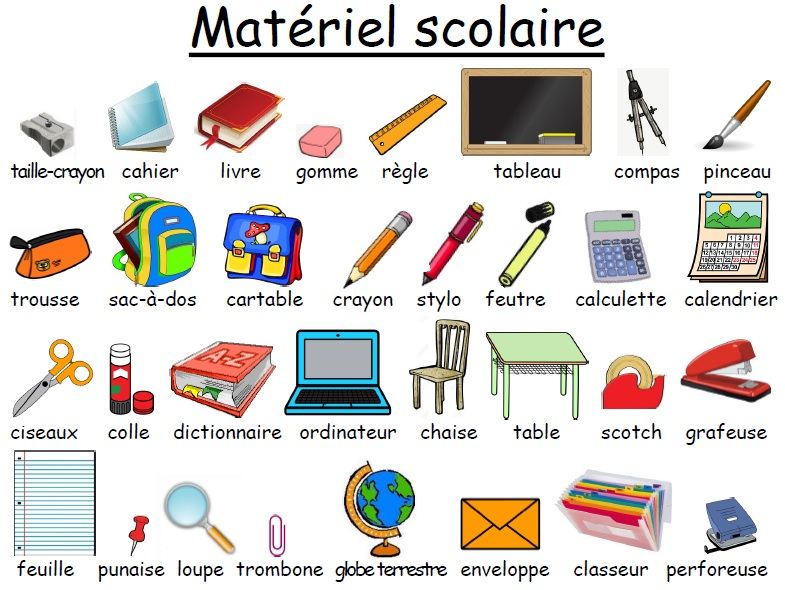 Matériel scolaire
taille-crayon cahier livre gomme règle tableau compas pinceau
trousse sac-à-dos cartable crayon stylo feutre calculette calendrier
A-Z
ciseaux colle dictionnaire ordinateur chaise table scotch grafeuse
feuille punaise loupe trombone globe terrestre enveloppe classeur perforeuse